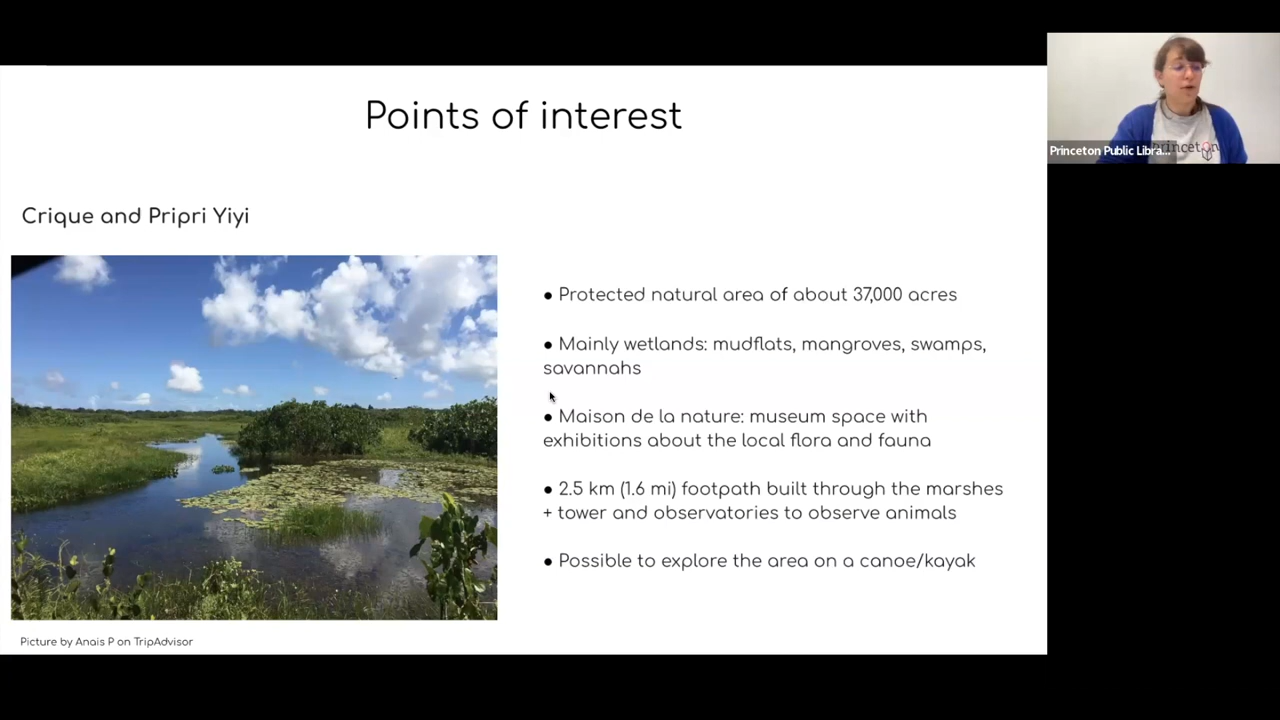 Points of interest
Crique and Pripri Yiyi
● Protected natural area of about 37,000 acres
● Mainly wetlands: mudflats, mangroves, swamps,
savannahs
● Maison de la nature: museum space with
exhibitions about the local flora and fauna
● 2.5 km (1.6 mi) footpath built through the marshes
+ tower and observatories to observe animals
● Possible to explore the area on a canoe/kayak
Picture by Anais P on TripAdvisor
Princeton Public Libra...
princeton